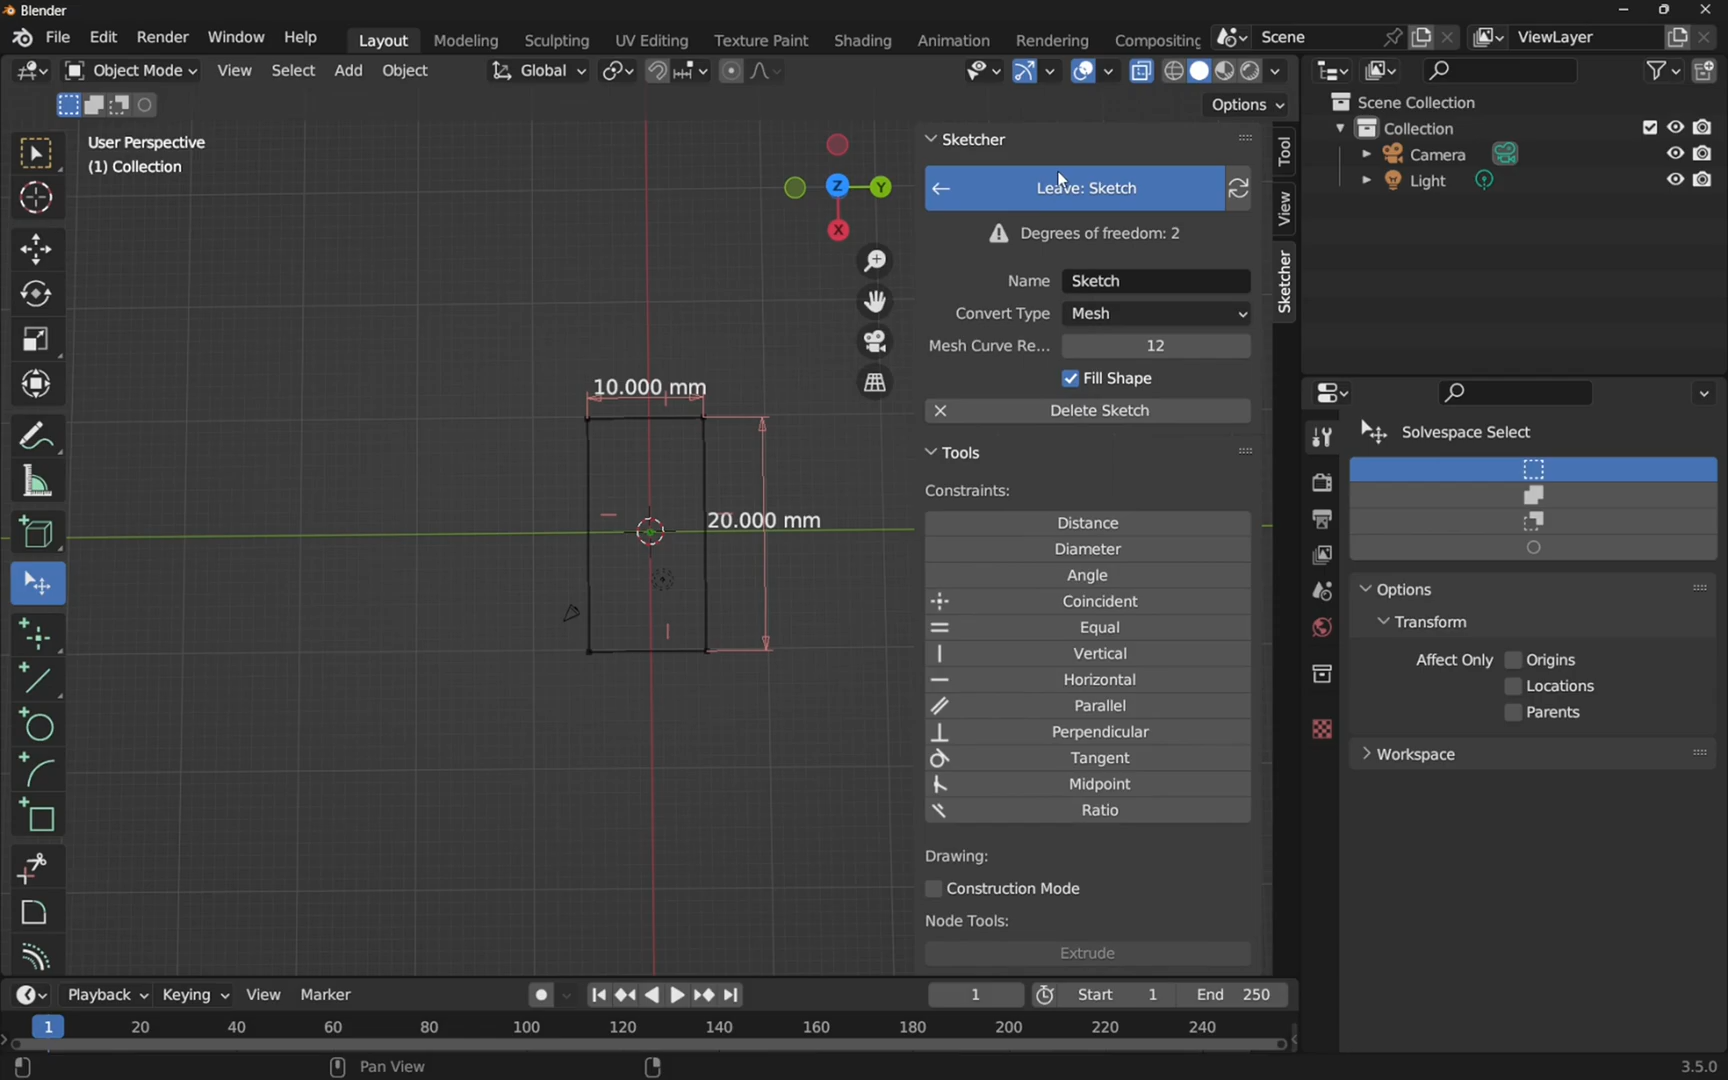 Blender
File Edit Render Window Help Layout Modeling Sculpting UV Editing Texture Paint Shading Animation Rendering Compositinc Scene ViewLayer
Object Mode View Select Add Object Global
Options
User Perspective
(1) Collection
Z Y X
10.000 mm
20.000 mm
Sketcher
Leave: Sketch
Degrees of freedom: 2
Name Sketch
Convert Type Mesh
Mesh Curve Re... 12
Fill Shape
Delete Sketch
Tools
Constraints:
Distance
Diameter
Angle
Coincident
Equal
Vertical
Horizontal
Parallel
Perpendicular
Tangent
Midpoint
Ratio
Drawing:
Construction Mode
Node Tools:
Extrude
Tool
View
Sketcher
Scene Collection
Collection
Camera
Light
Solvespace Select
Options
Transform
Affect Only Origins
Locations
Parents
Workspace
Playback Keying View Marker 1 Start 1 End 250
1 20 40 60 80 100 120 140 160 180 200 220 240
Pan View 3.5.0